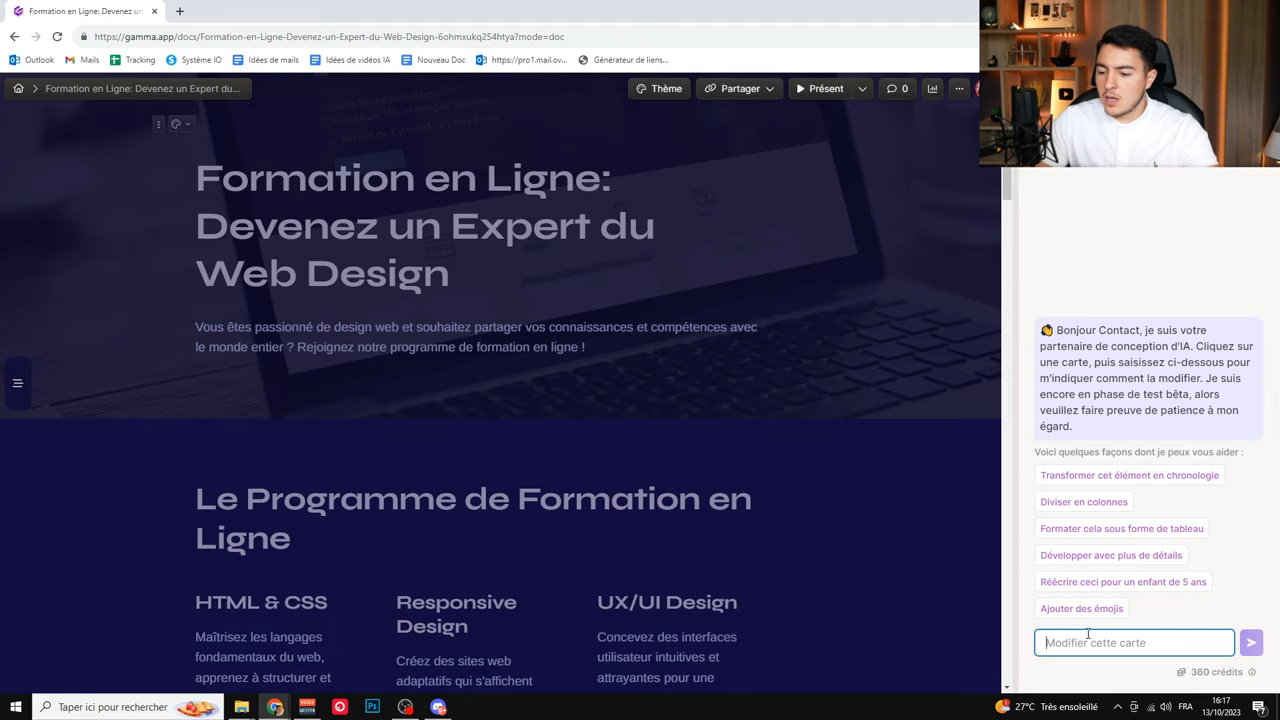 Formation en Ligne: Devenez un
https://gamma.app/docs/Formation-en-Ligne-Devenez-un-Expert-du-Web-Design-6ohmxukq254htya?mode=doc
Outlook Mails Tracking Système IO Idées de mails Idées de vidéos IA Nouveau Doc https://pro1.mail.ov... Générateur de liens...
Formation en Ligne: Devenez un Expert du... Thème Partager Présent 0
Formation en Ligne:
Devenez un Expert du
Web Design
Vous êtes passionné de design web et souhaitez partager vos connaissances et compétences avec
le monde entier ? Rejoignez notre programme de formation en ligne !
Le Programme de Formation en
Ligne
HTML & CSS
Maîtrisez les langages
fondamentaux du web,
apprenez à structurer et
Responsive
Design
Créez des sites web
adaptatifs qui s'affichent
UX/UI Design
Concevez des interfaces
utilisateur intuitives et
attrayantes pour une
Bonjour Contact, je suis votre
partenaire de conception d'IA. Cliquez sur
une carte, puis saisissez ci-dessous pour
m'indiquer comment la modifier. Je suis
encore en phase de test bêta, alors
veuillez faire preuve de patience à mon
égard.
Voici quelques façons dont je peux vous aider :
Transformer cet élément en chronologie
Diviser en colonnes
Formater cela sous forme de tableau
Développer avec plus de détails
Réécrire ceci pour un enfant de 5 ans
Ajouter des émojis
Modifier cette carte
360 crédits
Taper ici pour rechercher
Ps
27°C Très ensoleillé
FRA
16:17
13/10/2023